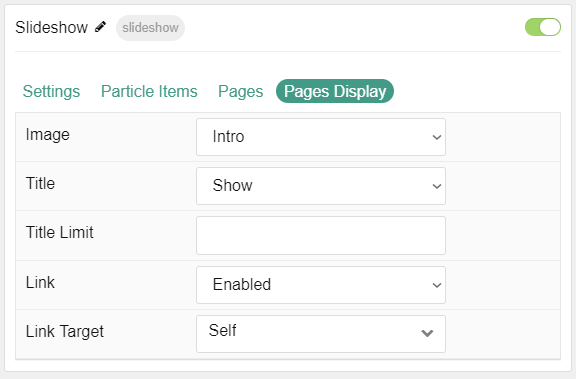 Slideshow slideshow
Settings Particle Items Pages Pages Display
Image Intro
Title Show
Title Limit
Link Enabled
Link Target Self